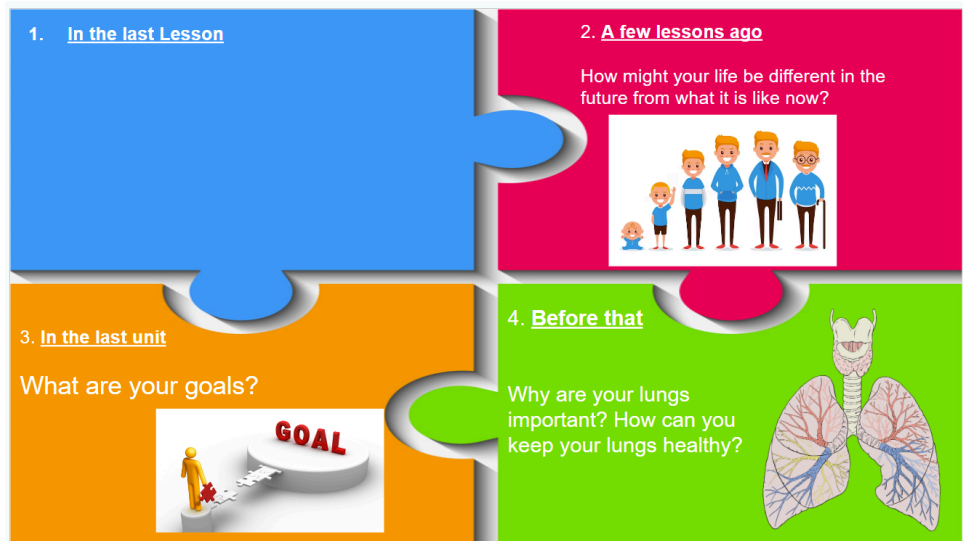 1. In the last Lesson
2. A few lessons ago
How might your life be different in the
future from what it is like now?
3. In the last unit
What are your goals?
GOAL
4. Before that
Why are your lungs
important? How can you
keep your lungs healthy?